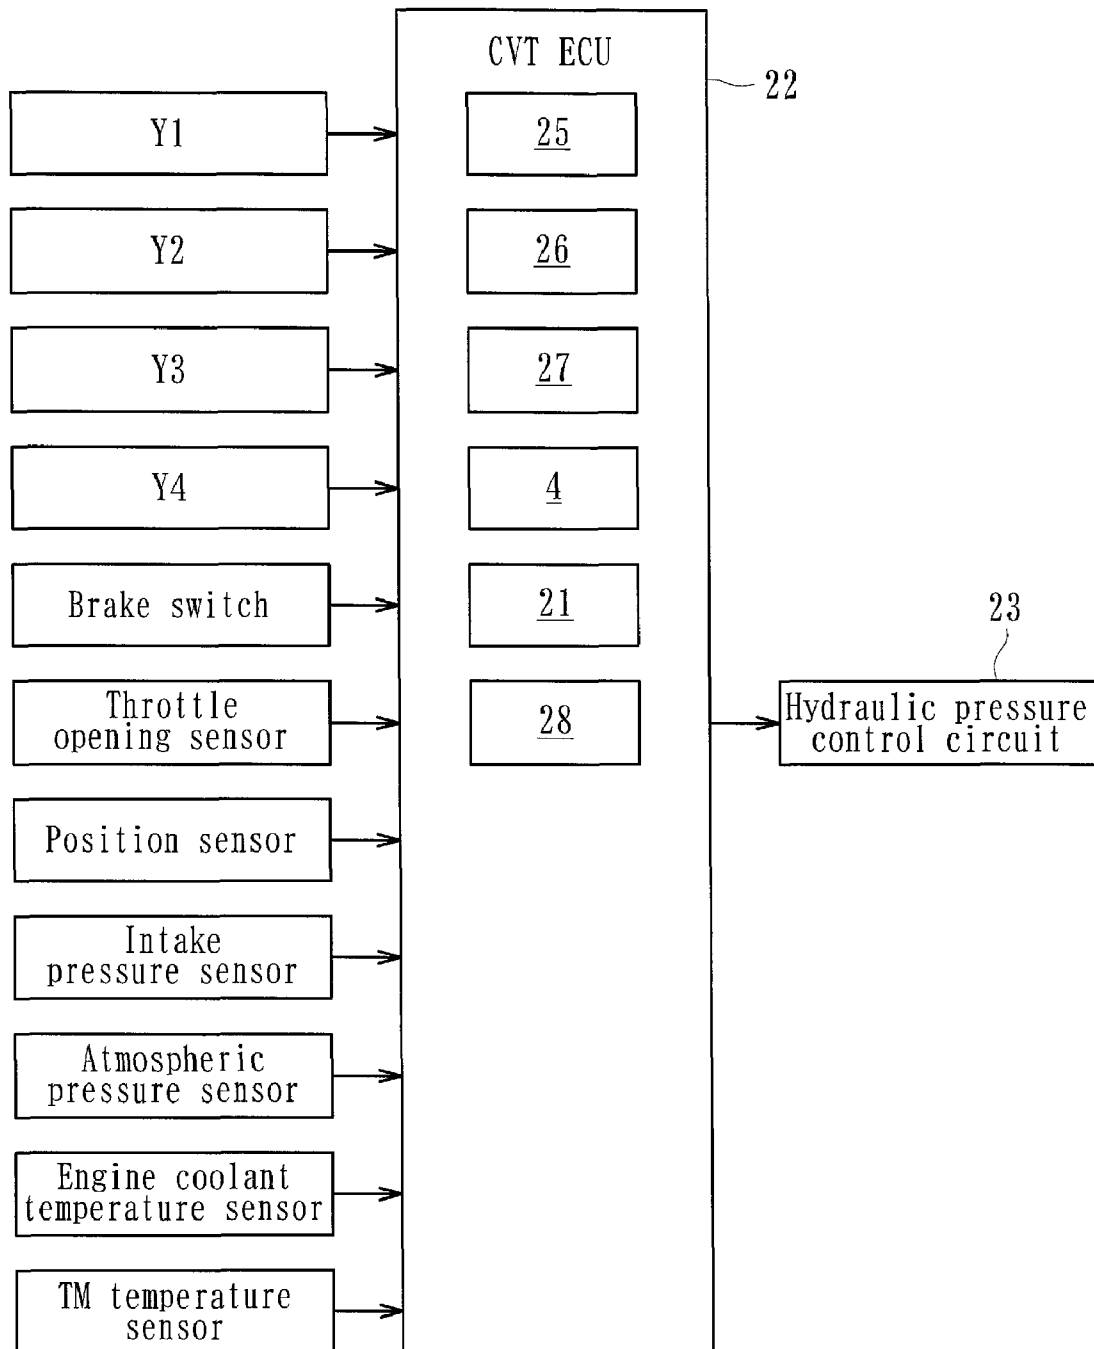 CVT ECU
22
Y1
25
Y2
26
Y3
27
Y4
4
Brake switch
21
23
Throttle
opening sensor
28
Hydraulic pressure
control circuit
Position sensor
Intake
pressure sensor
Atmospheric
pressure sensor
Engine coolant
temperature sensor
TM temperature
sensor